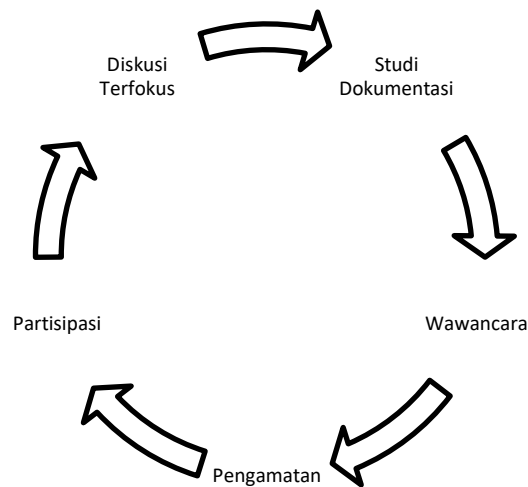 Diskusi
Terfokus
Studi
Dokumentasi
Wawancara
Pengamatan
Partisipasi